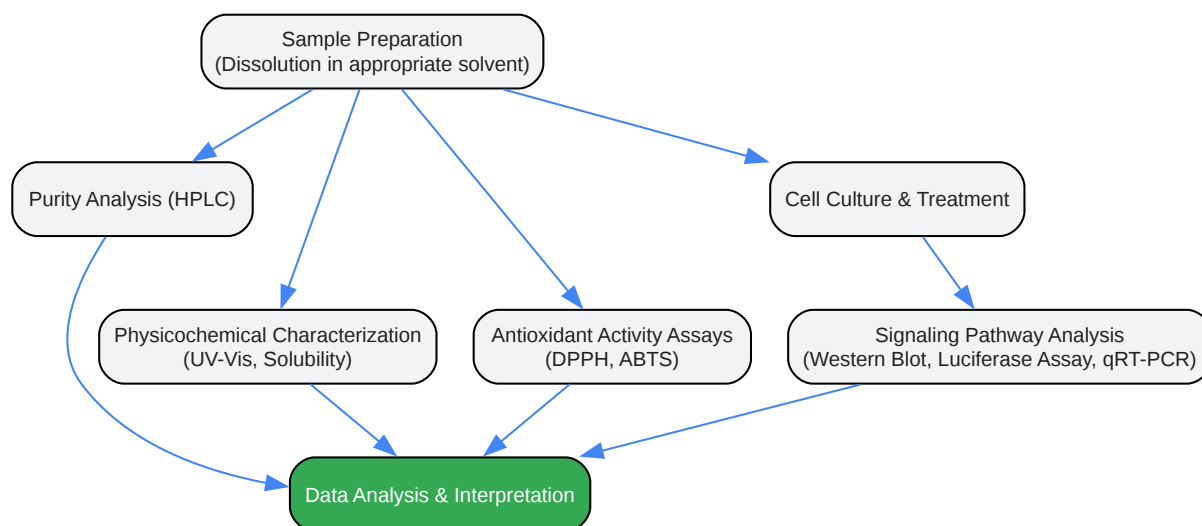 Sample Preparation
(Dissolution in appropriate solvent)
Purity Analysis (HPLC)
Cell Culture & Treatment
Physicochemical Characterization
(UV-Vis, Solubility)
Antioxidant Activity Assays
(DPPH, ABTS)
Signaling Pathway Analysis
(Western Blot, Luciferase Assay, qRT-PCR)
Data Analysis & Interpretation